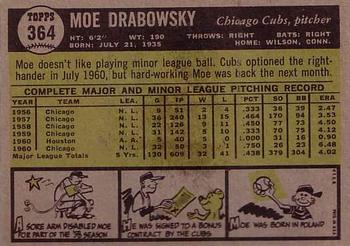 TOPPS
364
MOE DRABOWSKY
Chicago Cubs, pitcher
HT: 6'2" WT: 190 THROWS: RIGHT BATS: RIGHT
BORN: JULY 21, 1935 HOME: WILSON, CONN.
Moe doesn't like playing minor league ball. Cubs optioned the right-
hander in July 1960, but hard-working Moe was back the next month.
COMPLETE MAJOR AND MINOR LEAGUE PITCHING RECORD
YEAR TEAM LEA. G IP W L PCT. SO BB ERA
1956 Chicago N.L. 9 51 2 4 .333 36 39 2.47
1957 Chicago N.L. 36 240 13 15 .464 170 94 3.53
1958 Chicago N.L. 22 126 9 11 .450 77 73 4.50
1959 Chicago N.L. 31 142 5 10 .333 70 75 4.12
1960 Houston A.A. 5 40 5 0
1960 Chicago N.L. 32 50 3 1 .750 26 23 6.48
Major League Totals 5 Yrs. 130 609 32 41 .438 379 304 4.02
A SORE ARM DISABLED MOE FOR PART OF THE '58 SEASON
HE WAS SIGNED TO A BONUS CONTRACT BY THE CUBS
MOE WAS BORN IN POLAND